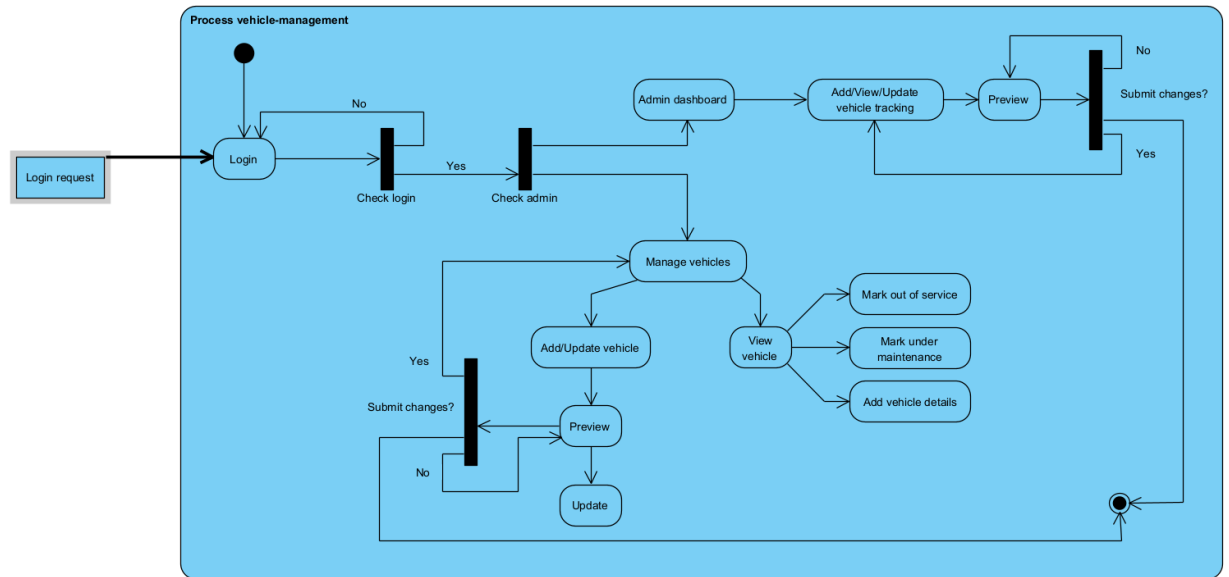 Process vehicle-management
No
Submit changes?
Yes
Admin dashboard
Add/View/Update
vehicle tracking
Preview
No
Login
Login request
Yes
Check login
Check admin
Manage vehicles
Mark out of service
Add/Update vehicle
View
vehicle
Mark under
maintenance
Yes
Add vehicle details
Submit changes?
Preview
No
Update